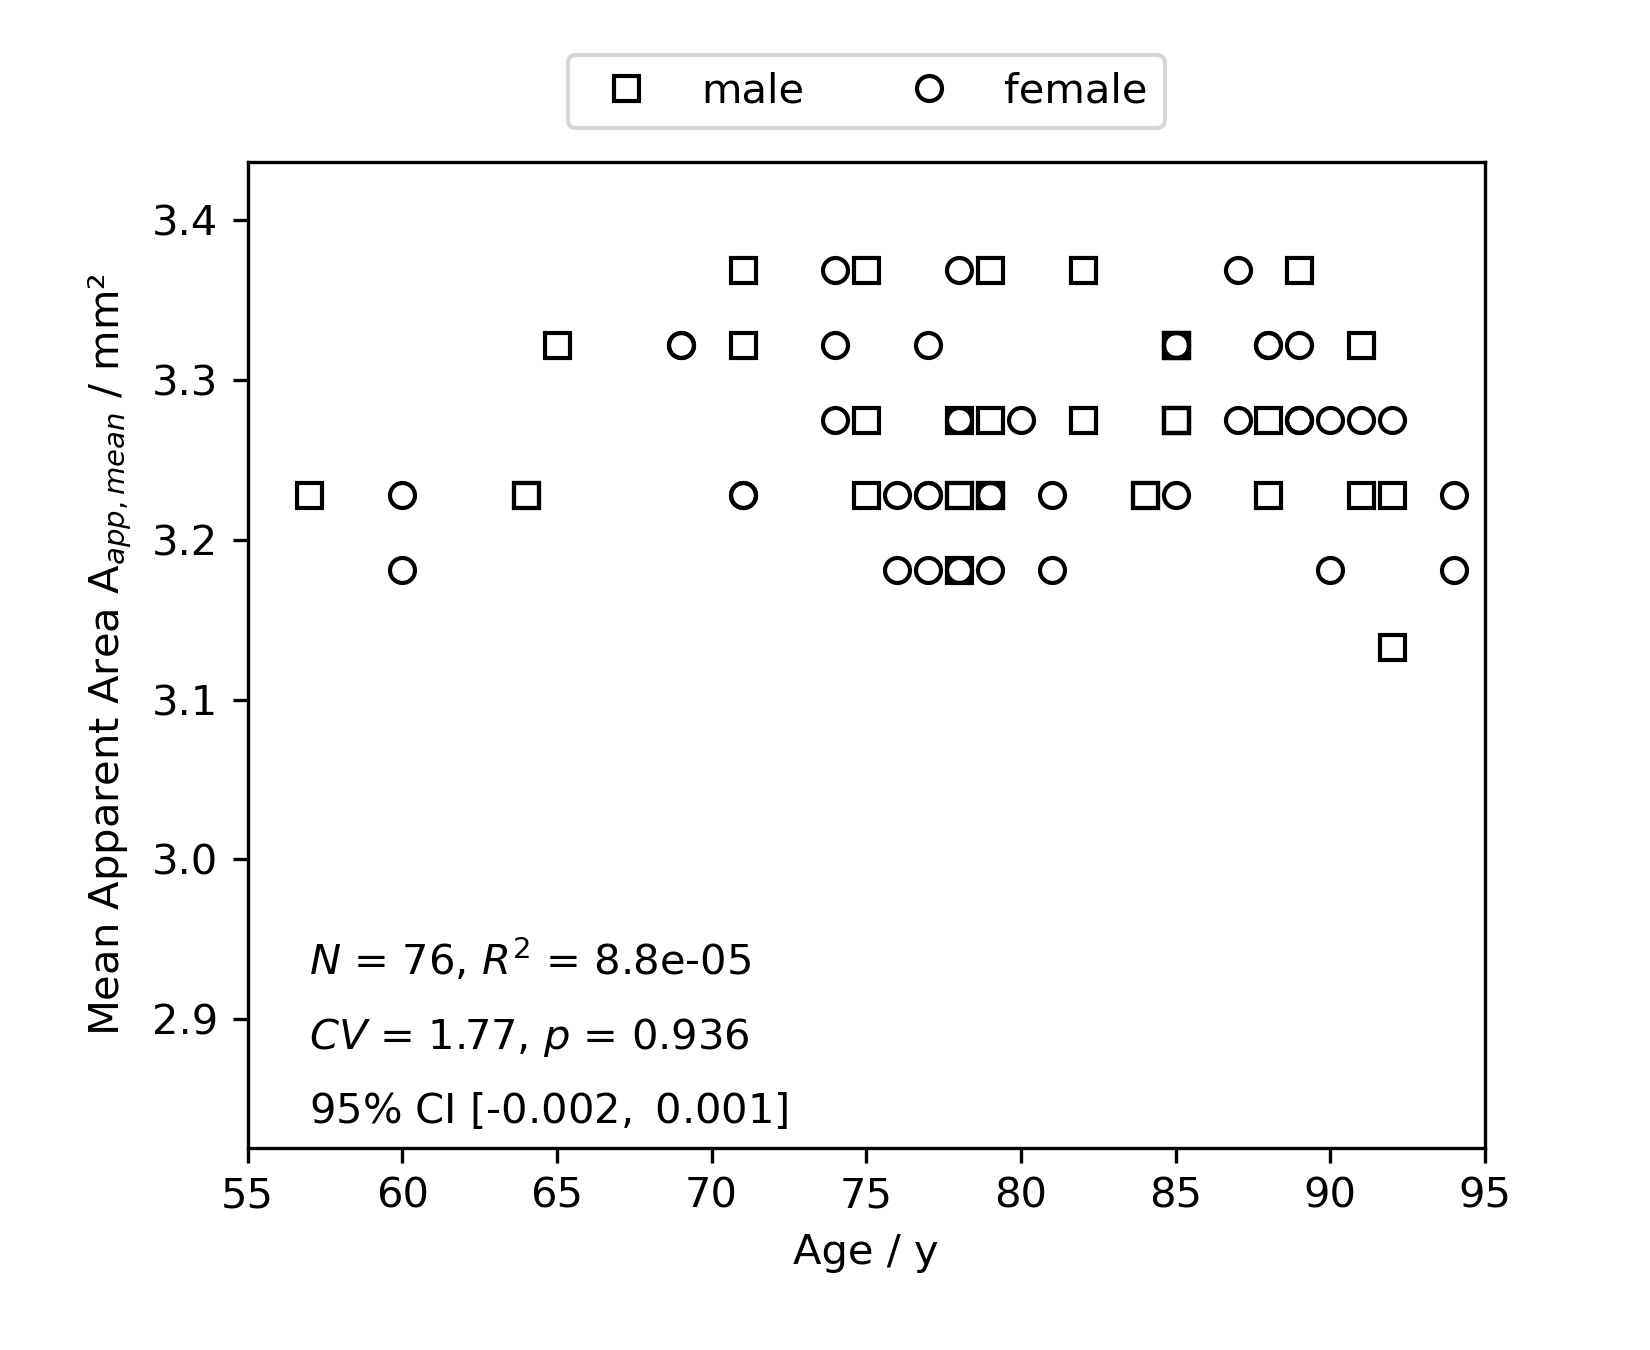 male female
3.4
3.3
3.2
3.1
3.0
2.9
Mean Apparent Area A_{app, mean} / mm²
N = 76, R² = 8.8e-05
CV = 1.77, p = 0.936
95% CI [-0.002, 0.001]
55 60 65 70 75 80 85 90 95
Age / y